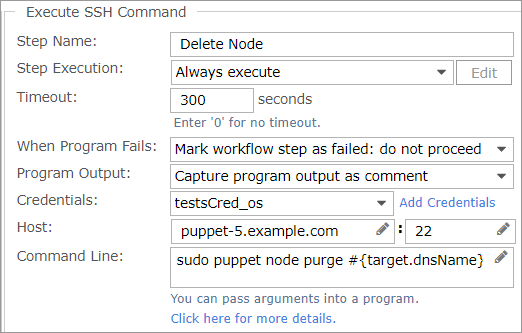 Execute SSH Command
Step Name: Delete Node
Step Execution: Always execute Edit
Timeout: 300 seconds
Enter '0' for no timeout.
When Program Fails: Mark workflow step as failed: do not proceed
Program Output: Capture program output as comment
Credentials: testsCred_os Add Credentials
Host: puppet-5.example.com : 22
Command Line: sudo puppet node purge #{target.dnsName}
You can pass arguments into a program.
Click here for more details.